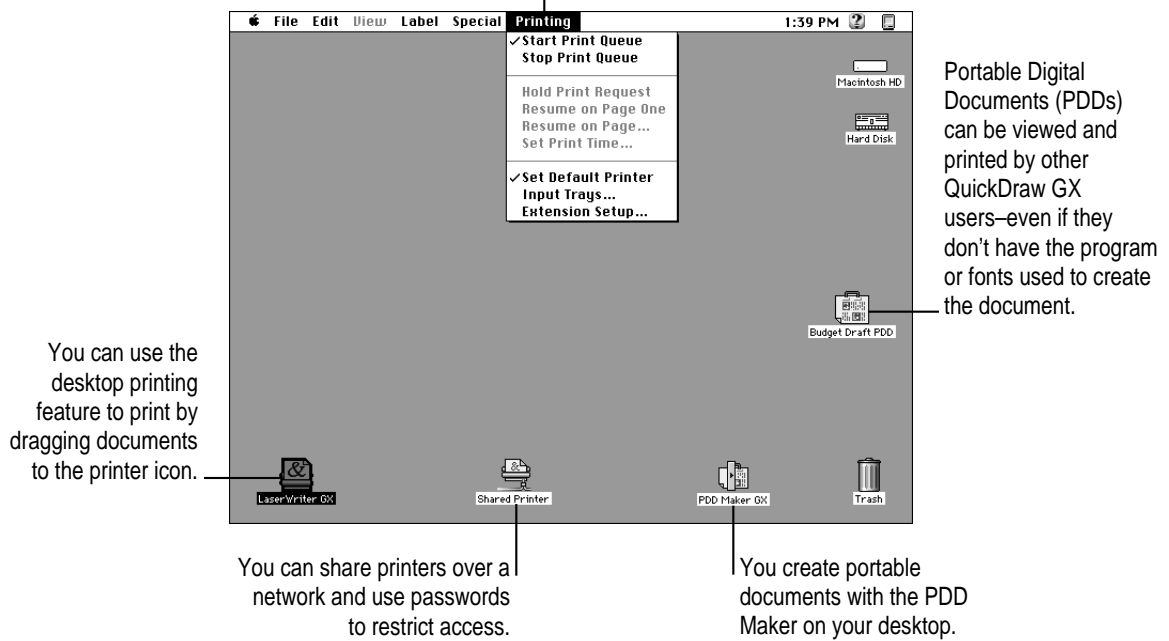 File Edit View Label Special Printing 1:39 PM
Start Print Queue
Stop Print Queue
Hold Print Request
Resume on Page One
Resume on Page...
Set Print Time...
Set Default Printer
Input Trays...
Extension Setup...
Macintosh HD
Hard Disk
Portable Digital
Documents (PDDs)
can be viewed and
printed by other
QuickDraw GX
users–even if they
don’t have the program
or fonts used to create
the document.
Budget Draft PDD
You can use the
desktop printing
feature to print by
dragging documents
to the printer icon.
LaserWriter GX
Shared Printer
PDD Maker GX
Trash
You can share printers over a
network and use passwords
to restrict access.
You create portable
documents with the PDD
Maker on your desktop.